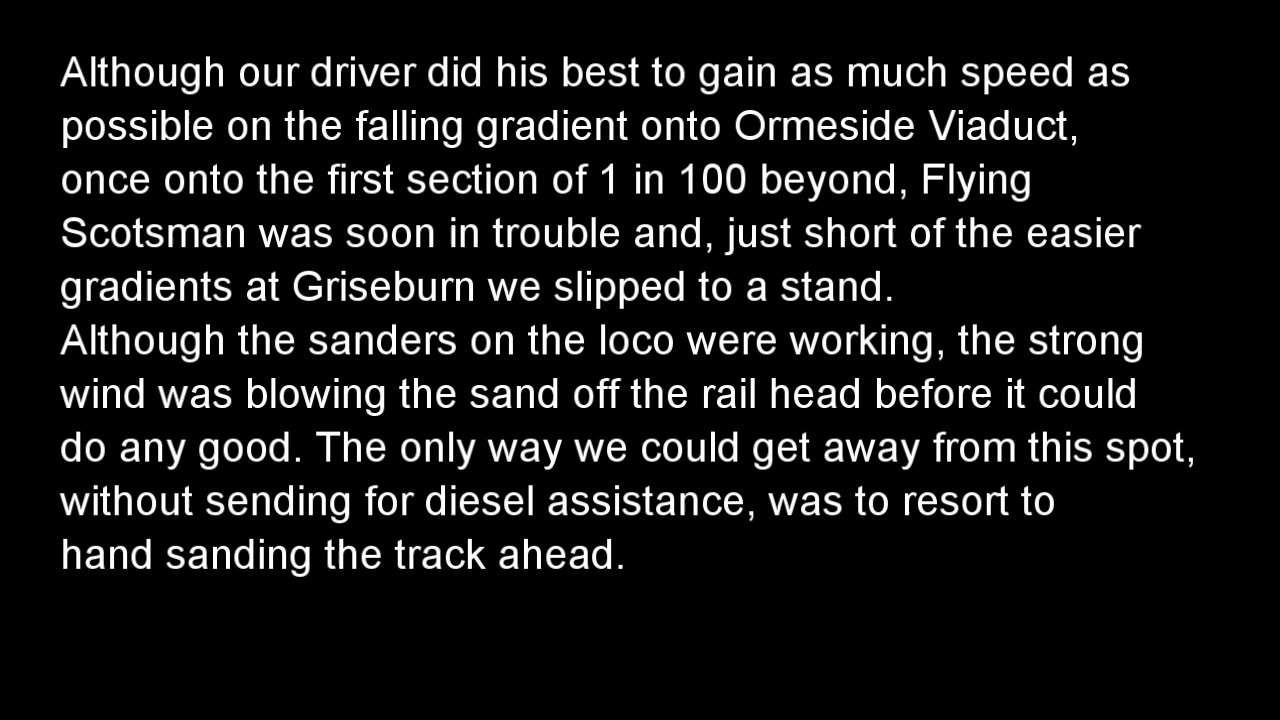 Although our driver did his best to gain as much speed as
possible on the falling gradient onto Ormeside Viaduct,
once onto the first section of 1 in 100 beyond, Flying
Scotsman was soon in trouble and, just short of the easier
gradients at Griseburn we slipped to a stand.
Although the sanders on the loco were working, the strong
wind was blowing the sand off the rail head before it could
do any good. The only way we could get away from this spot,
without sending for diesel assistance, was to resort to
hand sanding the track ahead.